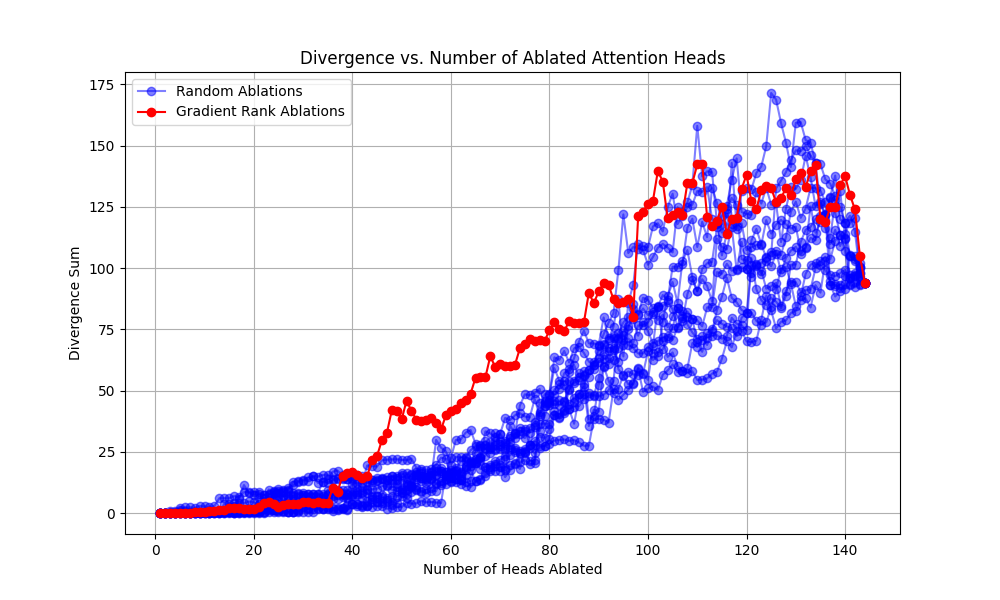 Divergence vs. Number of Ablated Attention Heads
Random Ablations
Gradient Rank Ablations
175
150
125
100
75
50
25
0
Divergence Sum
0 20 40 60 80 100 120 140
Number of Heads Ablated